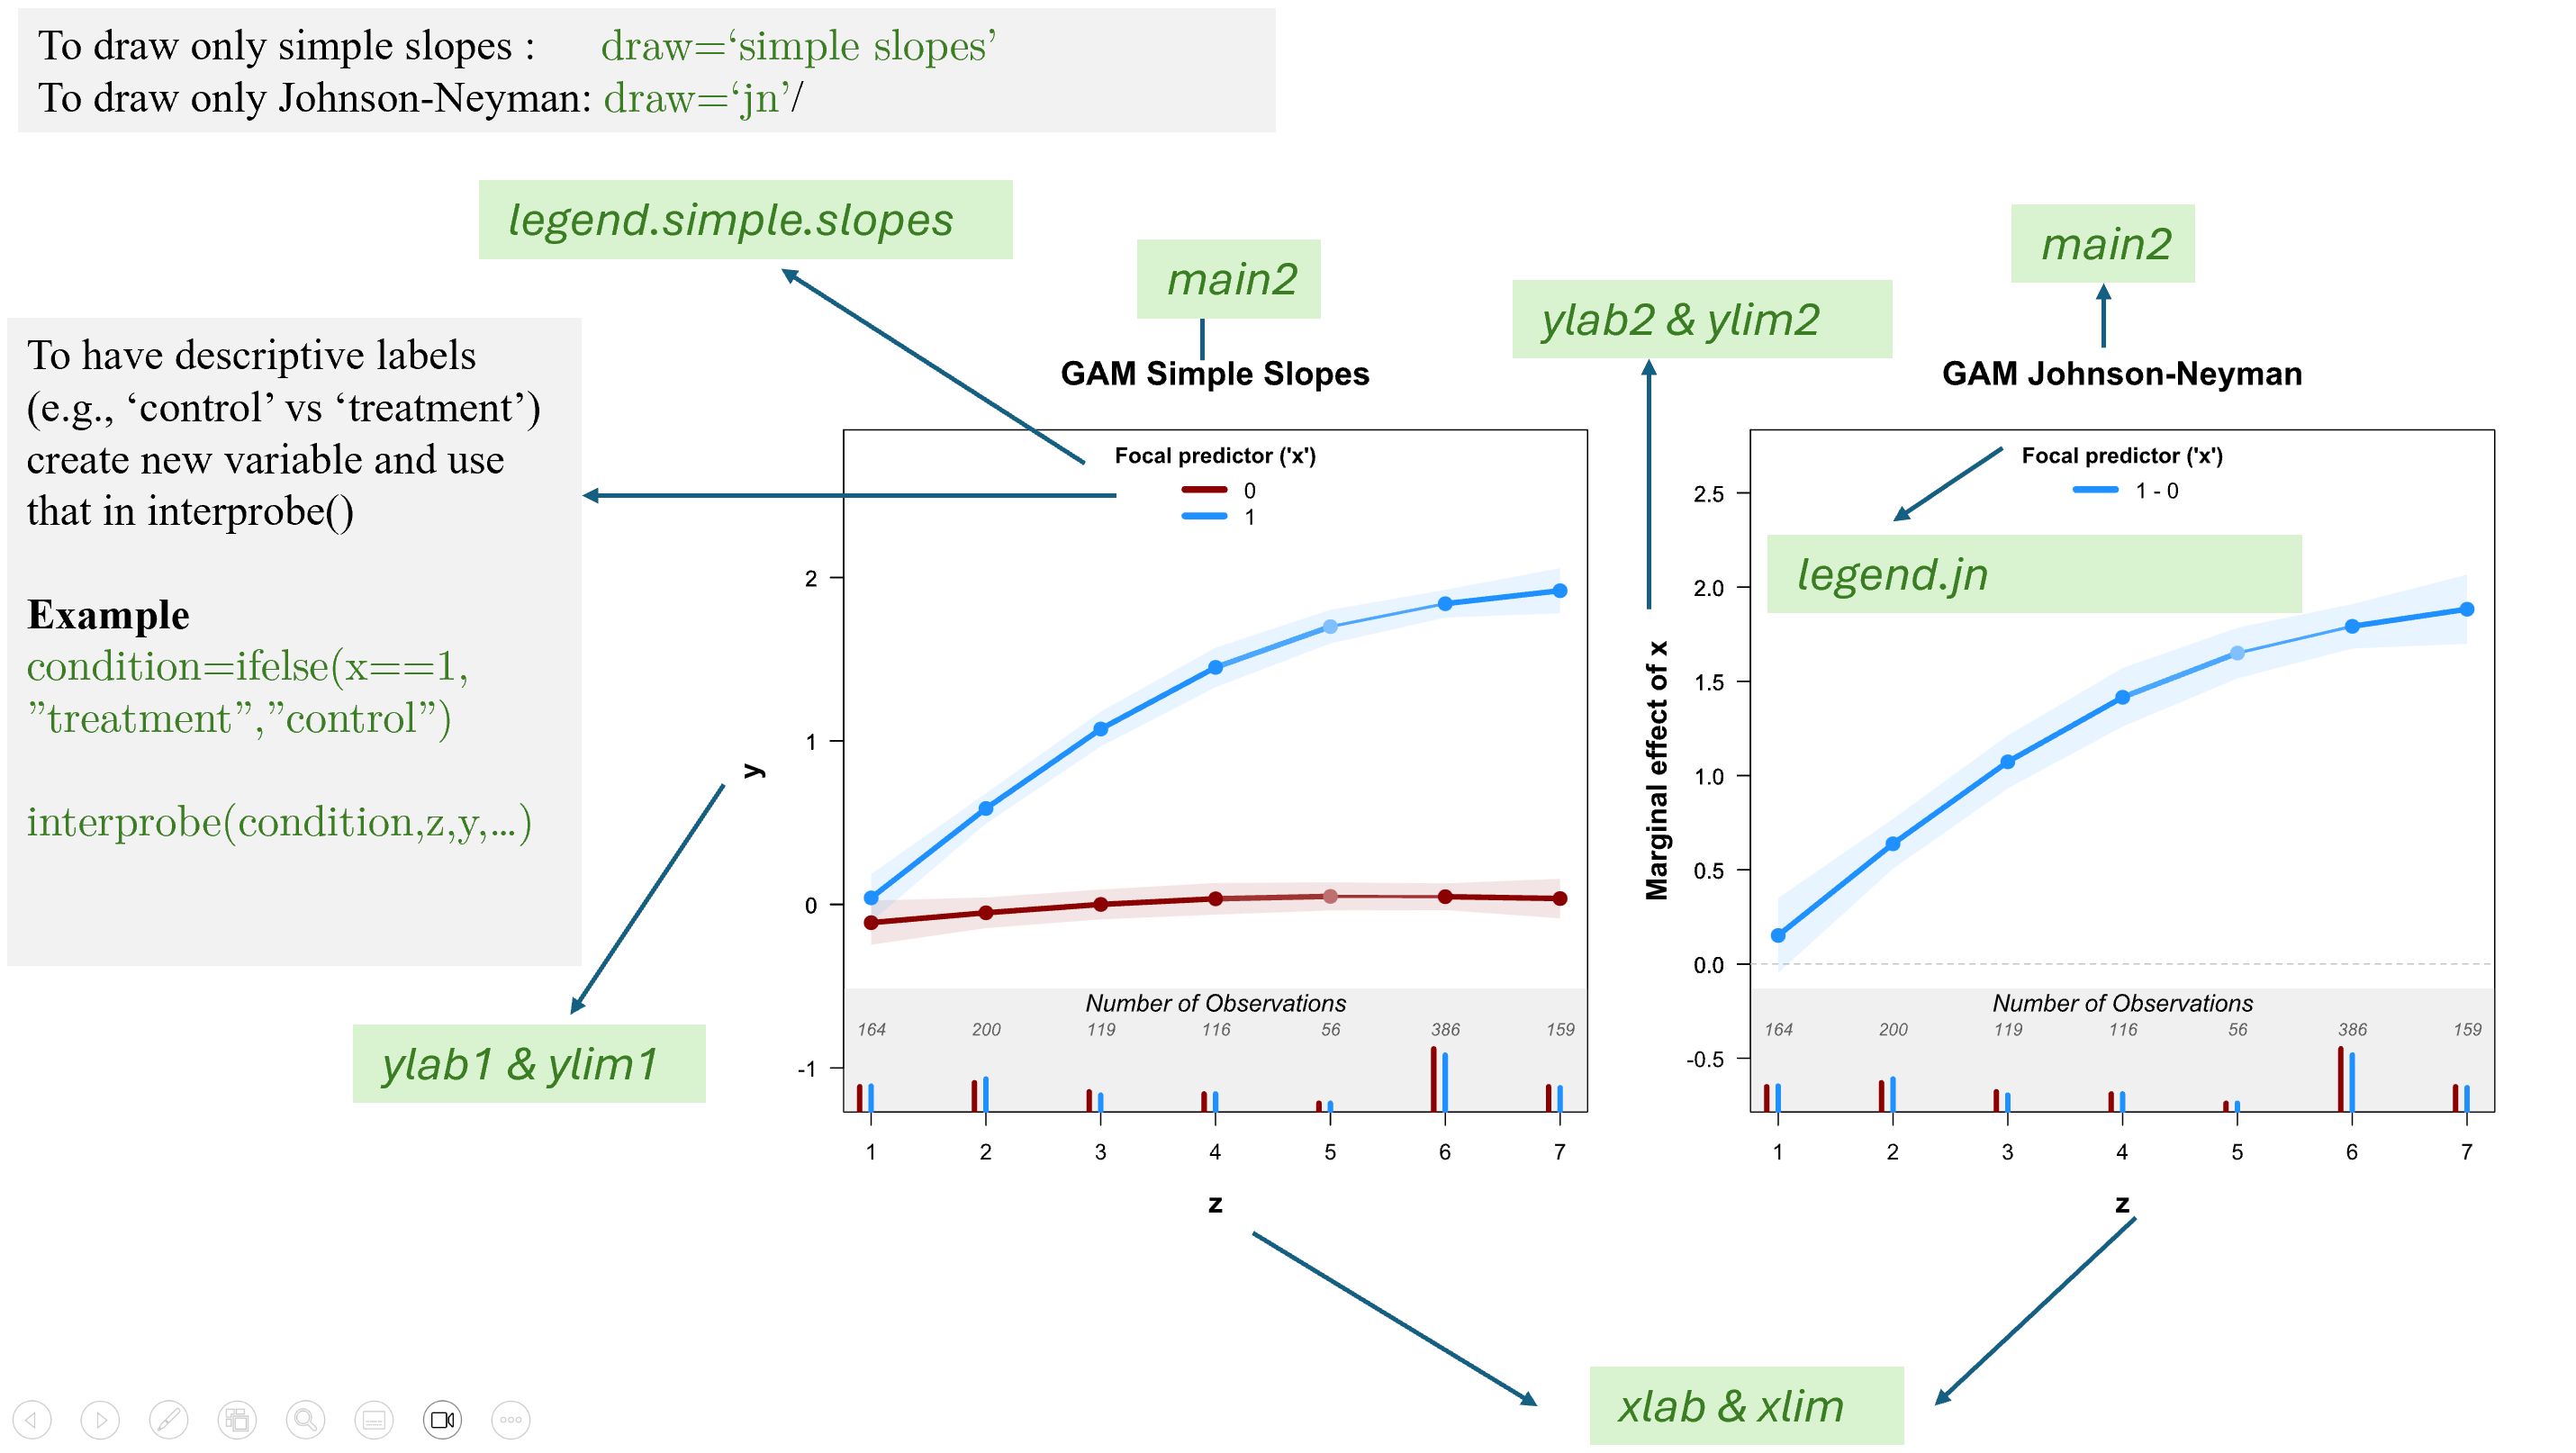 To draw only simple slopes : draw=‘simple slopes’
To draw only Johnson-Neyman: draw=‘jn’/
legend.simple.slopes
main2
main2
ylab2 & ylim2
To have descriptive labels
(e.g., ‘control’ vs ‘treatment’)
create new variable and use
that in interprobe()
Example
condition=ifelse(x==1,
”treatment”,”control”)
interprobe(condition,z,y,…)
ylab1 & ylim1
GAM Simple Slopes
Focal predictor ('x')
0
1
y
2
1
0
-1
Number of Observations
164 200 119 116 56 386 159
1 2 3 4 5 6 7
z
GAM Johnson-Neyman
Focal predictor ('x')
1 - 0
legend.jn
Marginal effect of x
2.5
2.0
1.5
1.0
0.5
0.0
-0.5
Number of Observations
164 200 119 116 56 386 159
1 2 3 4 5 6 7
z
xlab & xlim